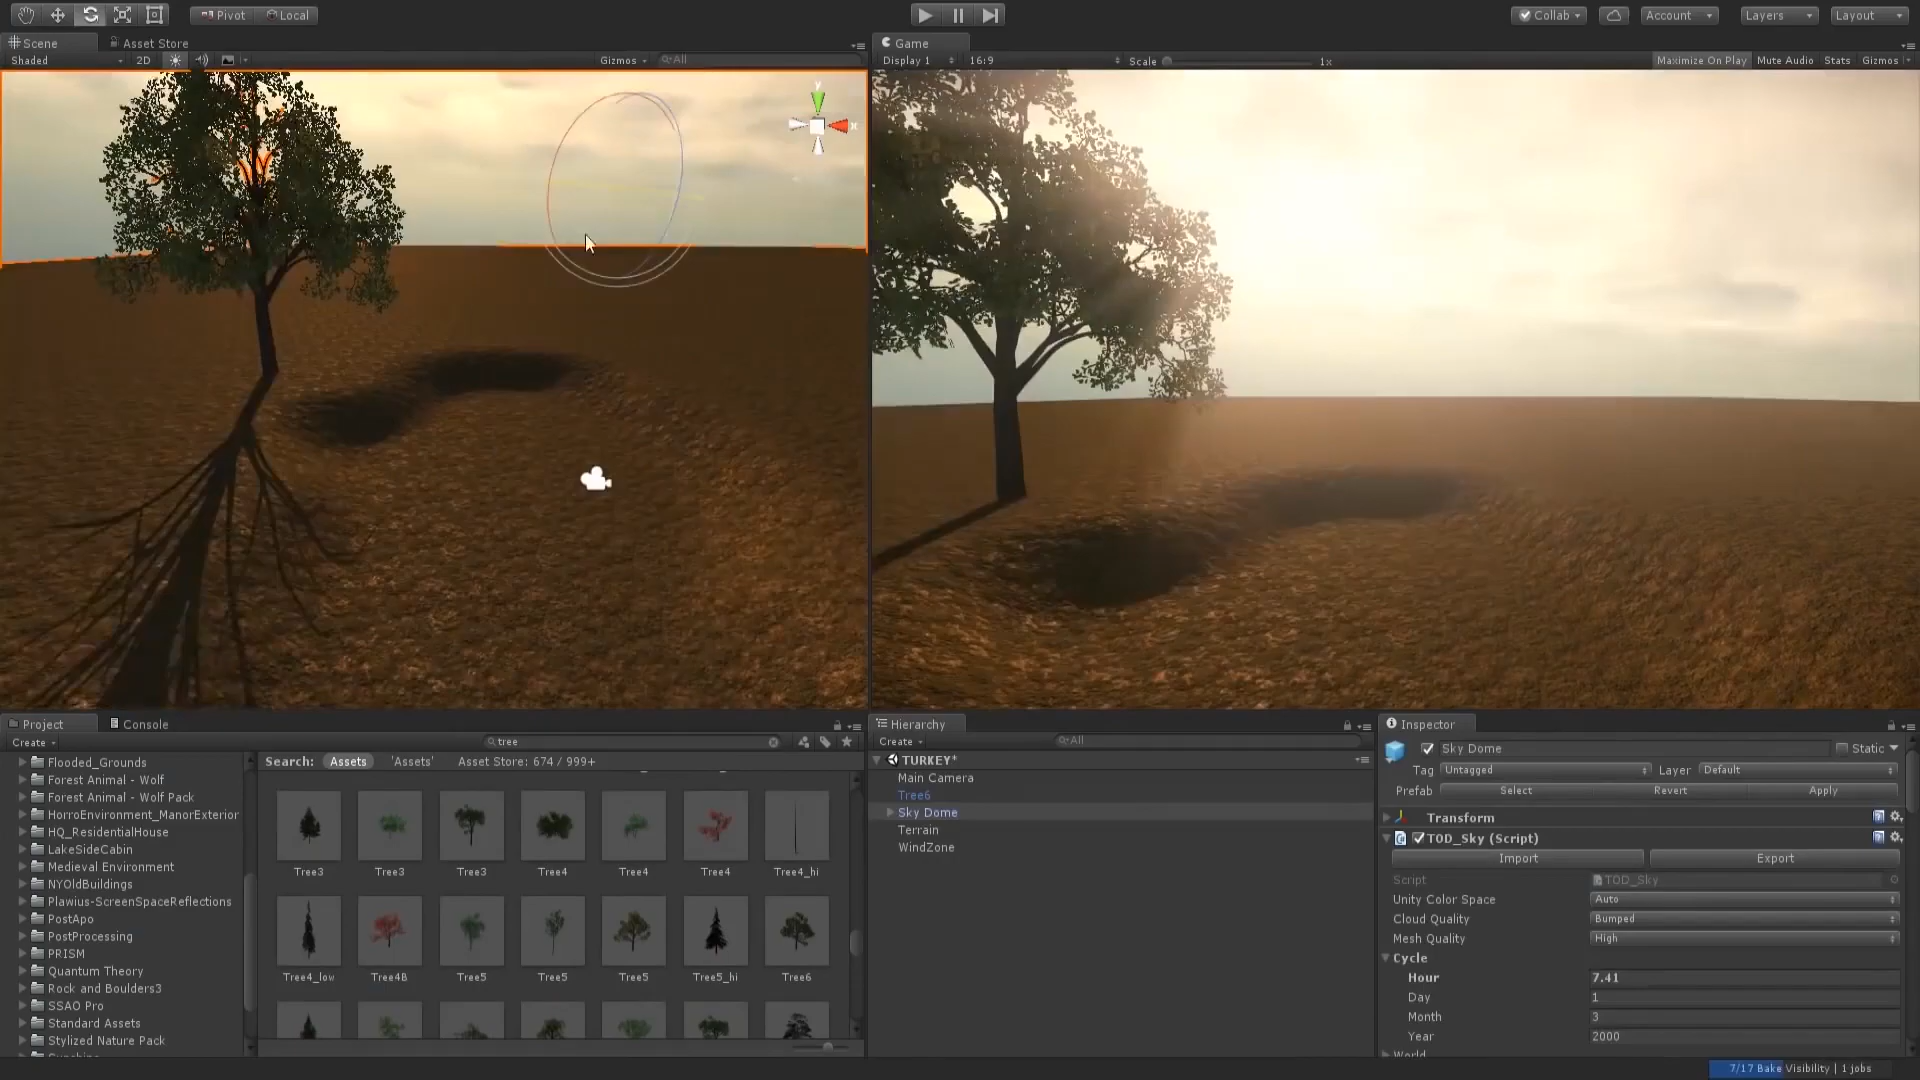 Pivot Local Collab Account Layers Layout
Scene Asset Store
Shaded 2D Gizmos All
Game
Display 1 16:9 Scale 1x Maximize On Play Mute Audio Stats Gizmos
y
x
Project Console
Create tree
Flooded_Grounds
Forest Animal - Wolf
Forest Animal - Wolf Pack
HorroEnvironment_ManorExterior
HQ_ResidentialHouse
LakeSideCabin
Medieval Environment
NYOldBuildings
Plawius-ScreenSpaceReflections
PostApo
PostProcessing
PRISM
Quantum Theory
Rock and Boulders3
SSAO Pro
Standard Assets
Stylized Nature Pack
Search: Assets 'Assets' Asset Store: 674 / 999+
Tree3 Tree3 Tree3 Tree4 Tree4 Tree4 Tree4_hi
Tree4_low Tree4B Tree5 Tree5 Tree5 Tree5_hi Tree6
Hierarchy
Create All
TURKEY*
Main Camera
Tree6
Sky Dome
Terrain
WindZone
Inspector
Sky Dome Static
Tag Untagged Layer Default
Prefab Select Revert Apply
Transform
TOD_Sky (Script)
Import Export
Script TOD_Sky
Unity Color Space Auto
Cloud Quality Bumped
Mesh Quality High
Cycle
Hour 7.41
Day 1
Month 3
Year 2000
World
7/17 Bake Visibility | 1 jobs